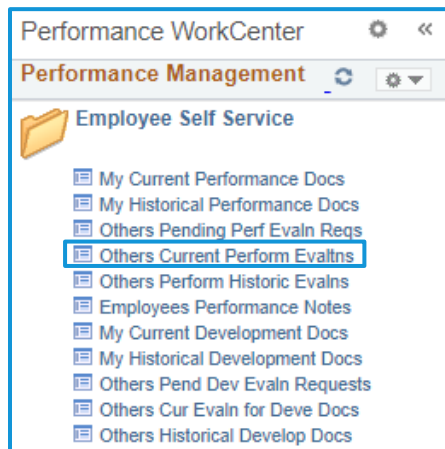 Performance WorkCenter
Performance Management
Employee Self Service
My Current Performance Docs
My Historical Performance Docs
Others Pending Perf Evaln Reqs
Others Current Perform Evaltns
Others Perform Historic Evalns
Employees Performance Notes
My Current Development Docs
My Historical Development Docs
Others Pend Dev Evaln Requests
Others Cur Evaln for Deve Docs
Others Historical Develop Docs